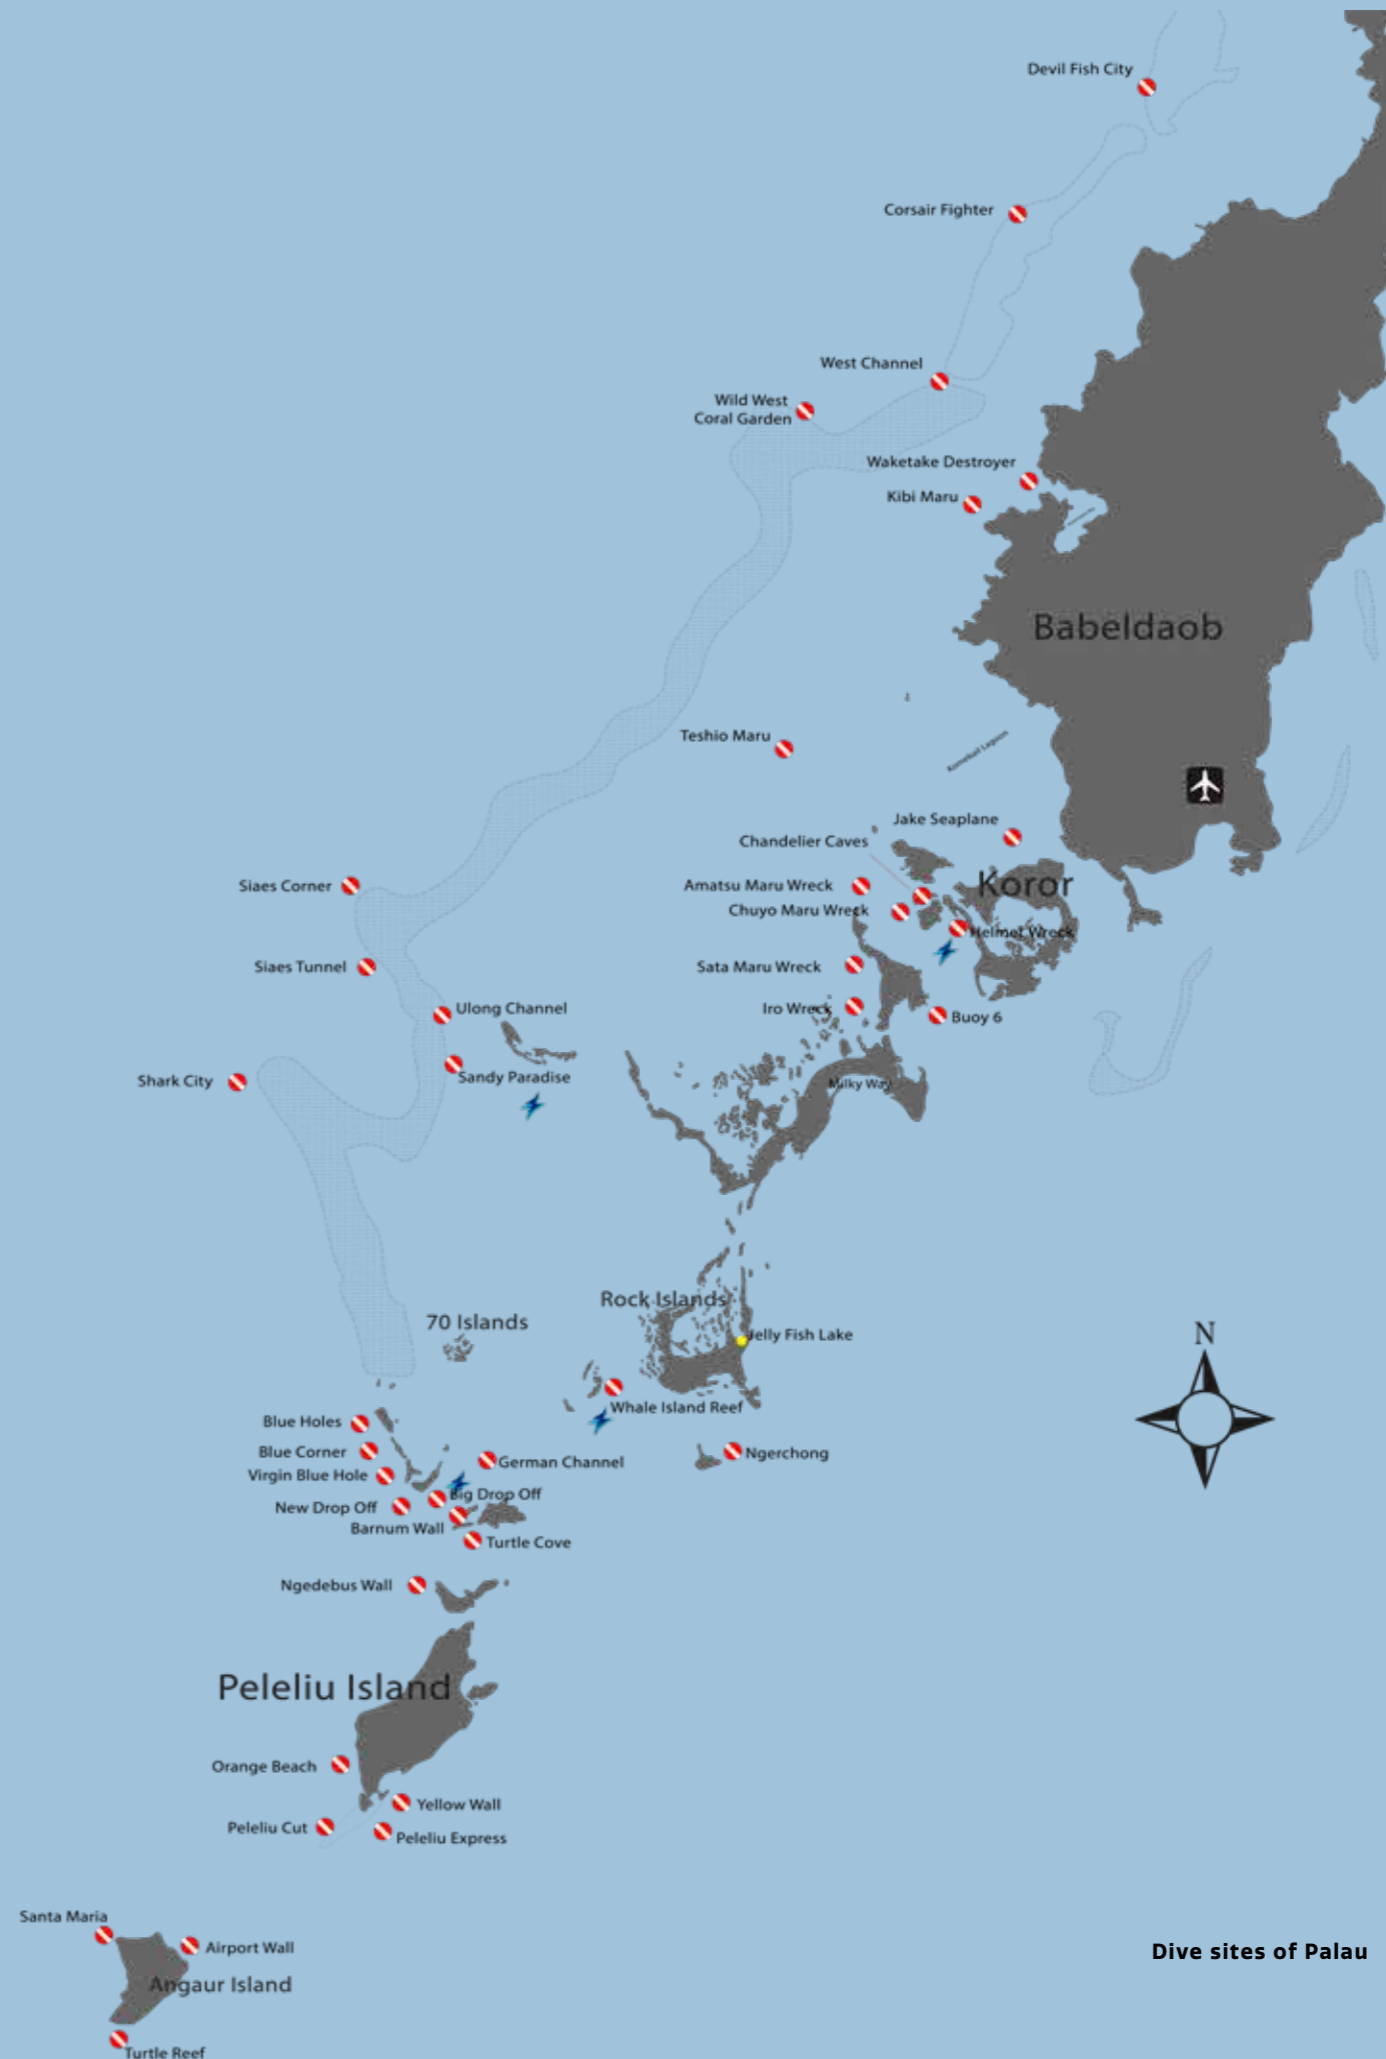 Devil Fish City
Corsair Fighter
West Channel
Wild West
Coral Garden
Waketake Destroyer
Kibi Maru
Babeldaob
Teshio Maru
Komebail Lagoon
Jake Seaplane
Chandelier Caves
Koror
Siaes Corner
Amatsu Maru Wreck
Chuyo Maru Wreck
Helmet Wreck
Siaes Tunnel
Sata Maru Wreck
Ulong Channel
Iro Wreck
Buoy 6
Shark City
Sandy Paradise
Milky Way
Rock Islands
70 Islands
N
Jelly Fish Lake
Whale Island Reef
Blue Holes
Blue Corner
Ngerchong
German Channel
Virgin Blue Hole
Big Drop Off
New Drop Off
Barnum Wall
Turtle Cove
Ngedebus Wall
Peleliu Island
Orange Beach
Yellow Wall
Peleliu Cut
Peleliu Express
Santa Maria
Airport Wall
Dive sites of Palau
Angaur Island
Turtle Reef